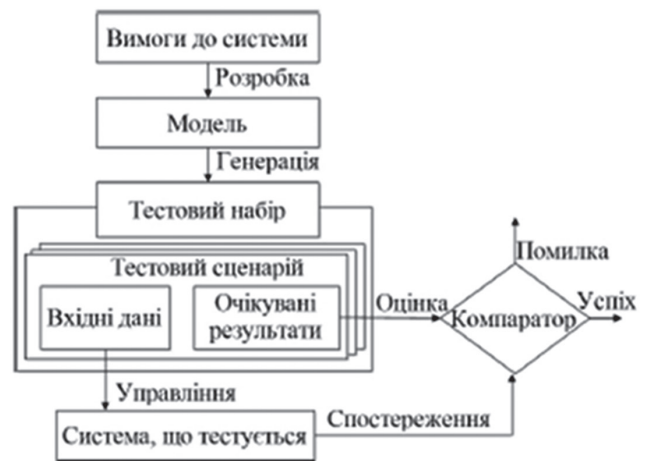 Вимоги до системи
Розробка
Модель
Генерація
Тестовий набір
Тестовий сценарій
Вхідні дані
Очікувані
результати
Оцінка
Компаратор
Помилка
Успіх
Управління
Система, що тестується
Спостереження